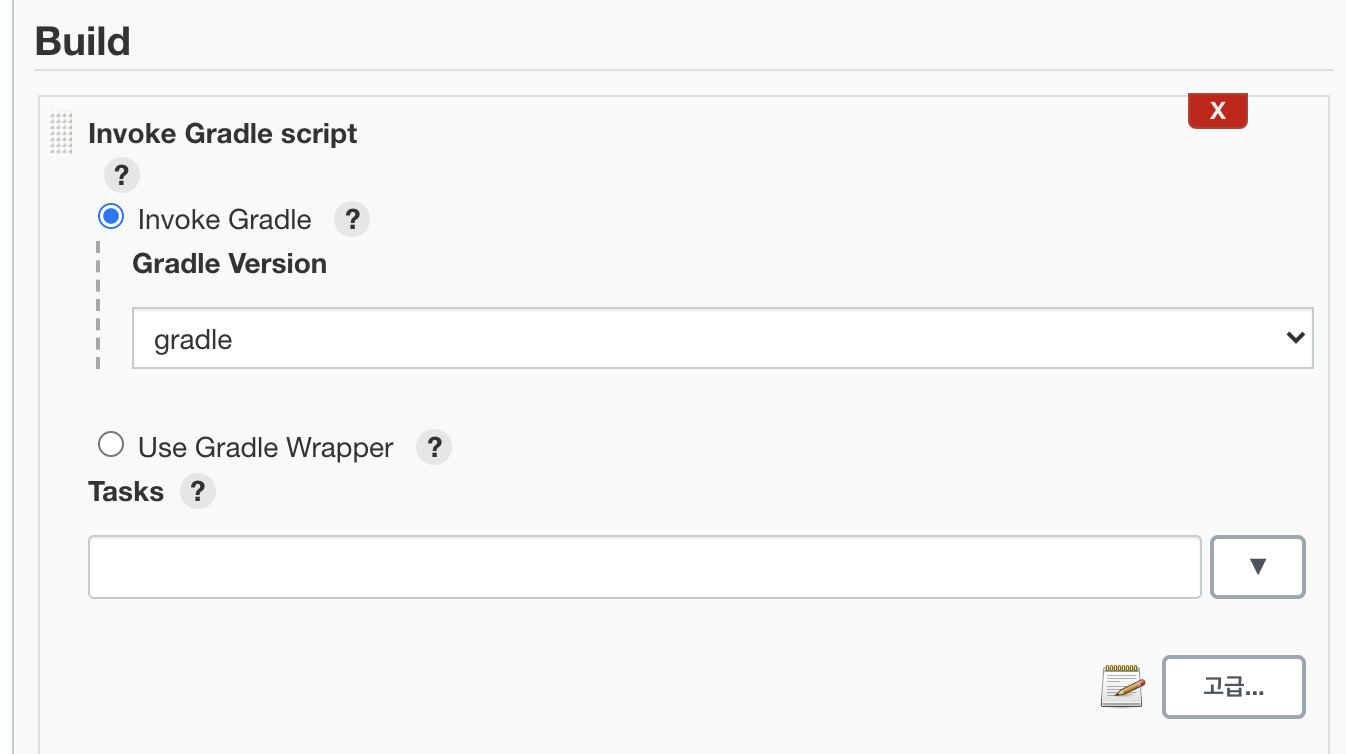 Build
Invoke Gradle script
X
?
Invoke Gradle ?
Gradle Version
gradle
Use Gradle Wrapper ?
Tasks ?
▼
고급...